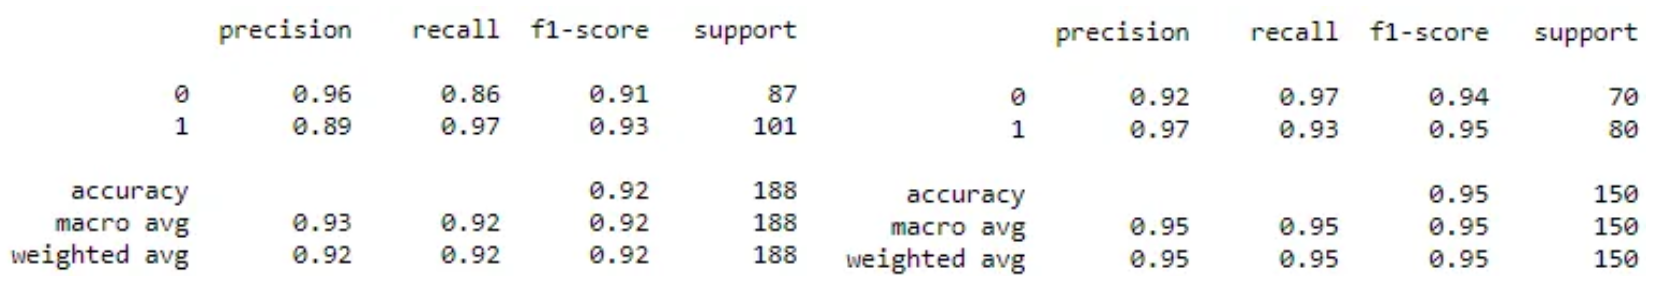 precision recall f1-score support
0 0.96 0.86 0.91 87
1 0.89 0.97 0.93 101
accuracy 0.92 188
macro avg 0.93 0.92 0.92 188
weighted avg 0.92 0.92 0.92 188
precision recall f1-score support
0 0.92 0.97 0.94 70
1 0.97 0.93 0.95 80
accuracy 0.95 150
macro avg 0.95 0.95 0.95 150
weighted avg 0.95 0.95 0.95 150